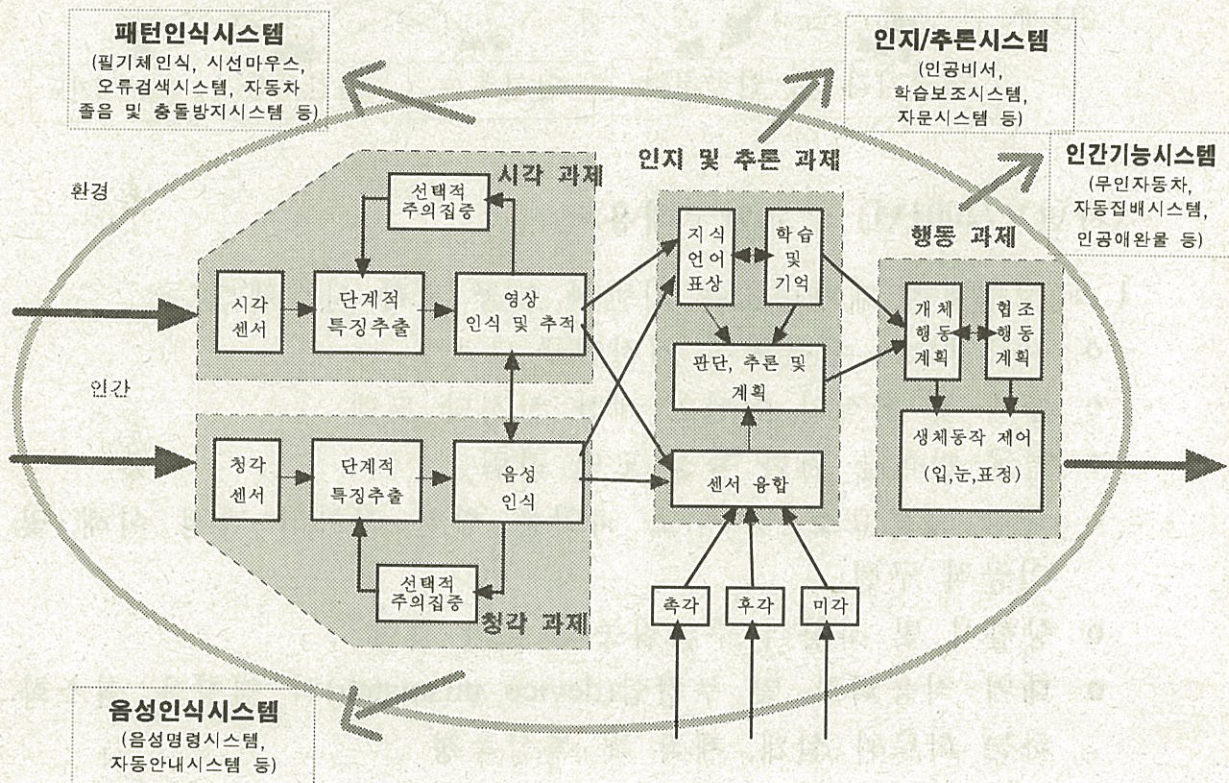 패턴인식시스템
(필기체인식, 시선마우스,
오류검색시스템, 자동차
졸음 및 충돌방지시스템 등)
인지/추론시스템
(인공비서,
학습보조시스템,
자문시스템 등)
인간기능시스템
(무인자동차,
자동집배시스템,
인공애완물 등)
환경
인간
시각 과제
선택적
주의집중
시각
센서
단계적
특징추출
영상
인식 및 추적
인지 및 추론 과제
지식
언어
표상
학습
및
기억
판단, 추론 및
계획
센서 융합
행동 과제
개체
행동
계획
협조
행동
계획
생체동작 제어
(입,눈,표정)
청각
센서
단계적
특징추출
음성
인식
선택적
주의집중
청각 과제
촉각
후각
미각
음성인식시스템
(음성명령시스템,
자동안내시스템 등)